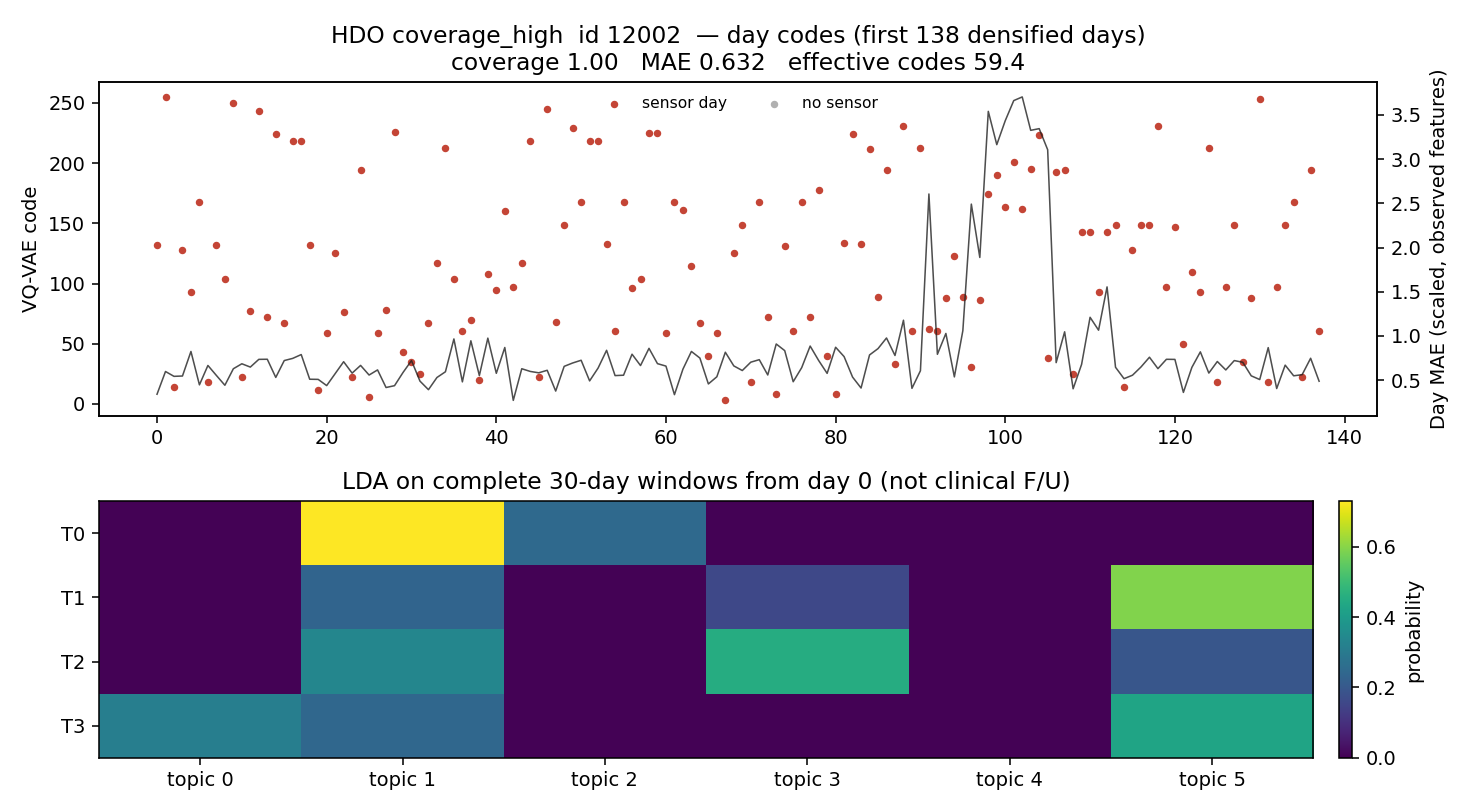 HDO coverage_high  id 12002  — day codes (first 138 densified days)
coverage 1.00   MAE 0.632   effective codes 59.4
sensor day
no sensor
VQ-VAE code
250
200
150
100
50
0
Day MAE (scaled, observed features)
3.5
3.0
2.5
2.0
1.5
1.0
0.5
0
20
40
60
80
100
120
140
LDA on complete 30-day windows from day 0 (not clinical F/U)
T0
T1
T2
T3
topic 0
topic 1
topic 2
topic 3
topic 4
topic 5
0.6
0.4
0.2
0.0
probability